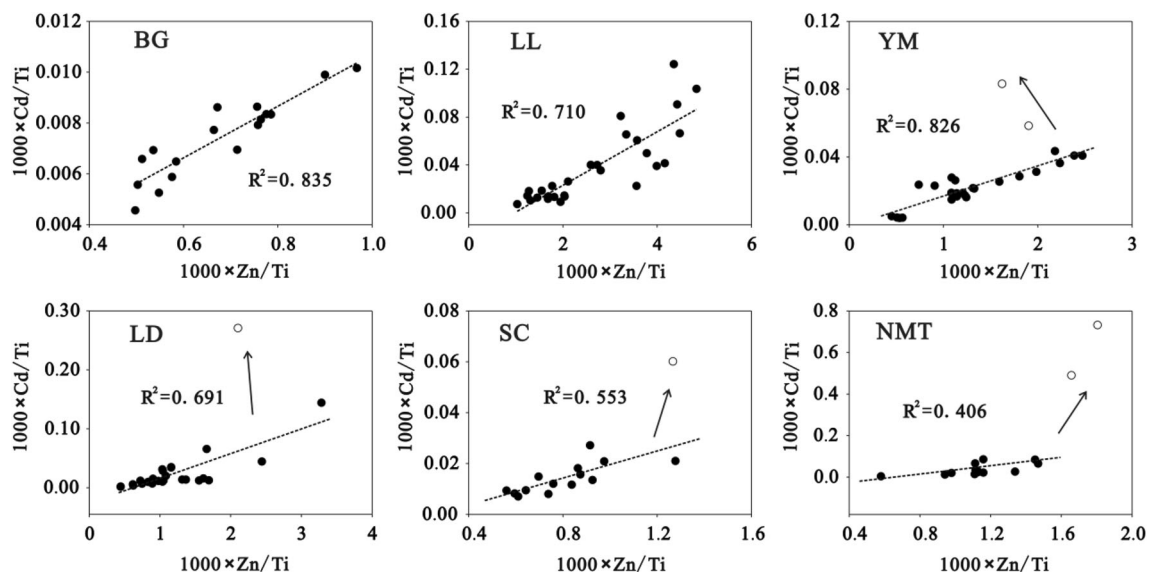 BG
R²=0. 835
1000×Cd/Ti
0.012
0.010
0.008
0.006
0.004
0.4
0.6
0.8
1.0
1000×Zn/Ti
LL
R²=0. 710
1000×Cd/Ti
0.16
0.12
0.08
0.04
0.00
0
2
4
6
1000×Zn/Ti
YM
R²=0. 826
1000×Cd/Ti
0.12
0.08
0.04
0.00
0
1
2
3
1000×Zn/Ti
LD
R²=0. 691
1000×Cd/Ti
0.30
0.20
0.10
0.00
0
1
2
3
4
1000×Zn/Ti
SC
R²=0. 553
1000×Cd/Ti
0.08
0.06
0.04
0.02
0.00
0.4
0.8
1.2
1.6
1000×Zn/Ti
NMT
R²=0. 406
1000×Cd/Ti
0.8
0.6
0.4
0.2
0.0
0.4
0.8
1.2
1.6
2.0
1000×Zn/Ti